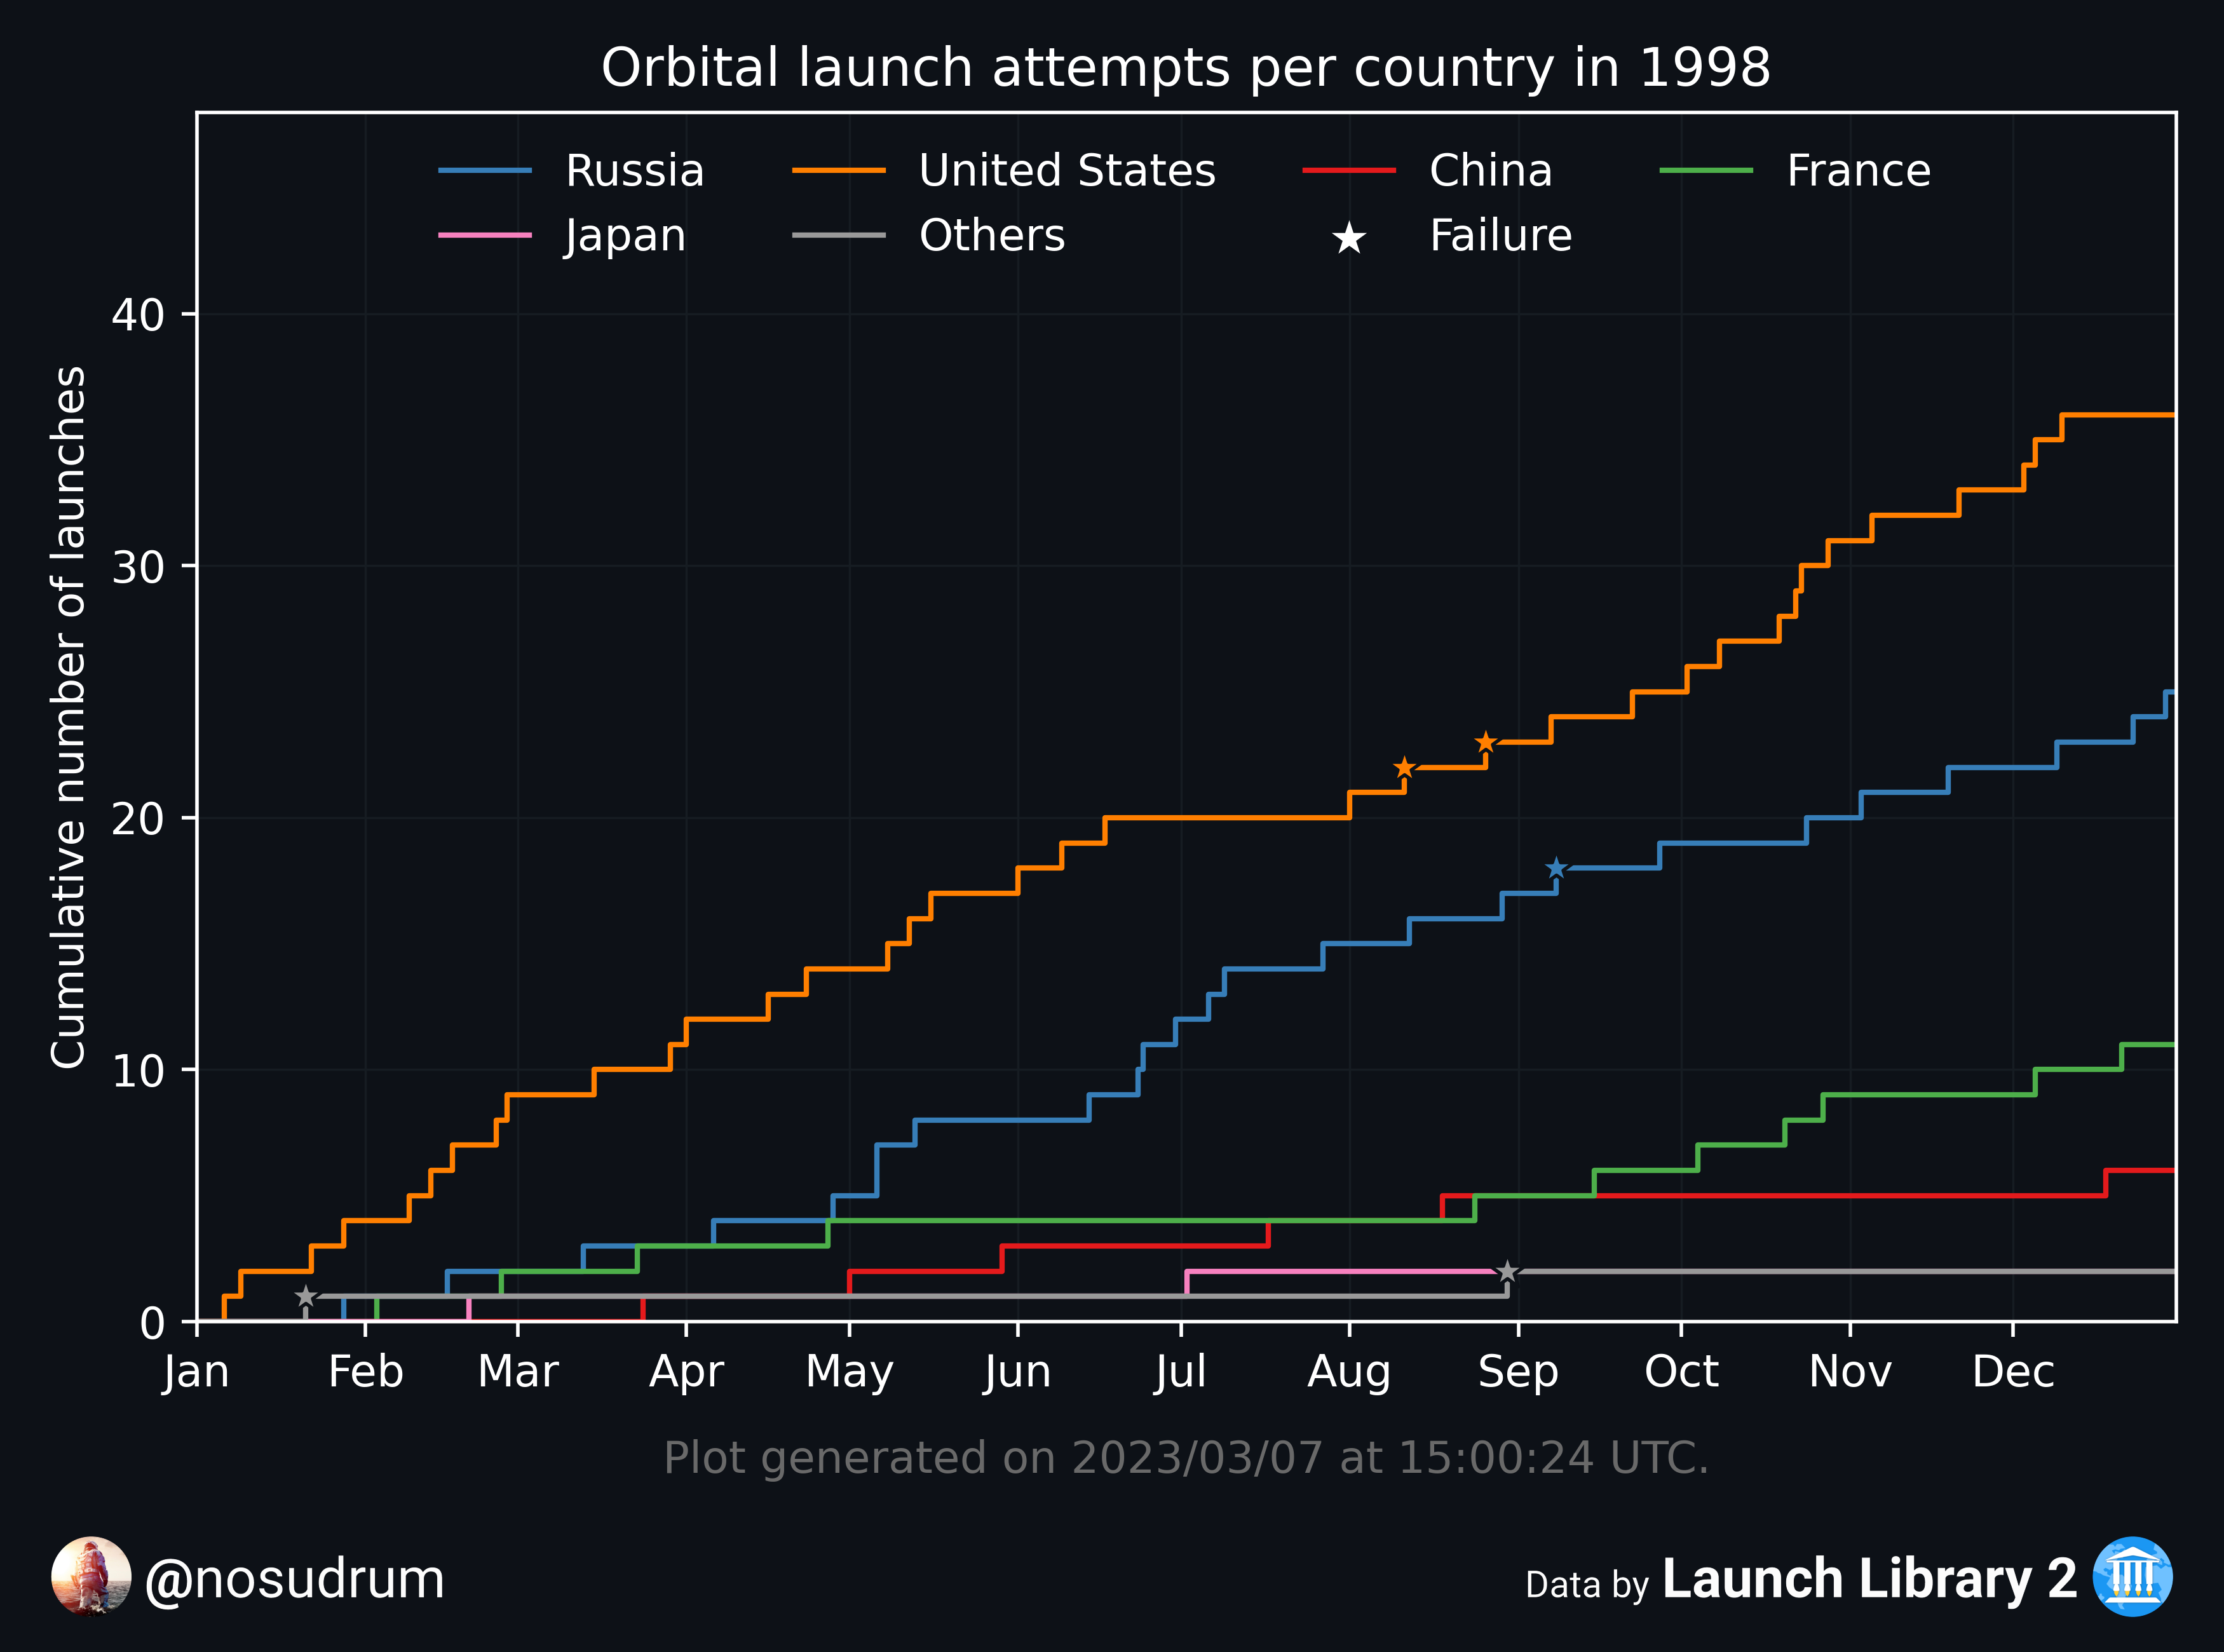 Orbital launch attempts per country in 1998
Russia United States China France
Japan Others Failure
Cumulative number of launches
40
30
20
10
0
Jan Feb Mar Apr May Jun Jul Aug Sep Oct Nov Dec
Plot generated on 2023/03/07 at 15:00:24 UTC.
@nosudrum
Data by Launch Library 2